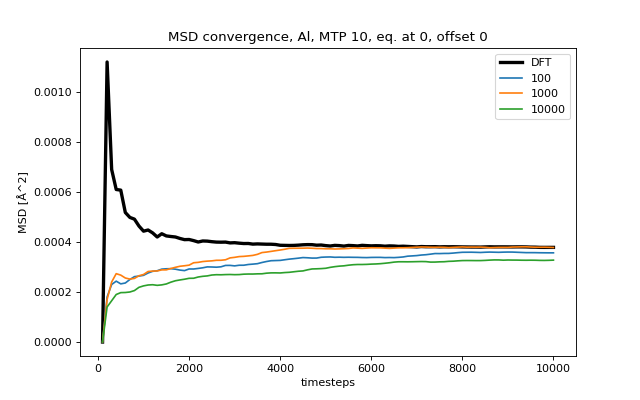 MSD convergence, Al, MTP 10, eq. at 0, offset 0
DFT
100
1000
10000
0.0010
0.0008
0.0006
0.0004
0.0002
0.0000
MSD [Å^2]
0 2000 4000 6000 8000 10000
timesteps